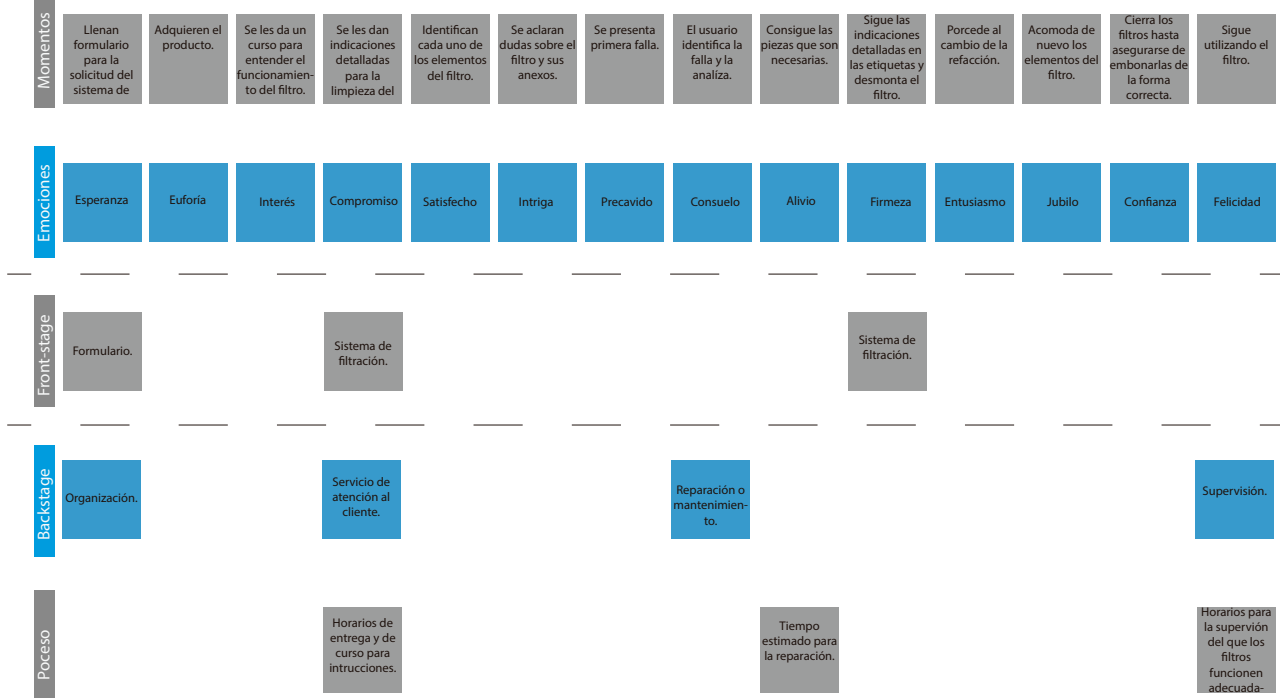 Momentos
Llenan
formulario
para la
solicitud del
sistema de
Adquieren el
producto.
Se les da un
curso para
entender el
funcionamien-
to del filtro.
Se les dan
indicaciones
detalladas
para la
limpieza del
Identifican
cada uno de
los elementos
del filtro.
Se aclaran
dudas sobre el
filtro y sus
anexos.
Se presenta
primera falla.
El usuario
identifica la
falla y la
analíza.
Consigue las
piezas que son
necesarias.
Sigue las
indicaciones
detalladas en
las etiquetas y
desmonta el
filtro.
Porcede al
cambio de la
refacción.
Acomoda de
nuevo los
elementos del
filtro.
Cierra los
filtros hasta
asegurarse de
embonarlas de
la forma
correcta.
Sigue
utilizando el
filtro.
Emociones
Esperanza
Euforía
Interés
Compromiso
Satisfecho
Intriga
Precavido
Consuelo
Alivio
Firmeza
Entusiasmo
Jubilo
Confianza
Felicidad
Front-stage
Formulario.
Sistema de
filtración.
Sistema de
filtración.
Backstage
Organización.
Servicio de
atención al
cliente.
Reparación o
mantenimien-
to.
Supervisión.
Poceso
Horarios de
entrega y de
curso para
intrucciones.
Tiempo
estimado para
la reparación.
Horarios para
la supervión
del que los
filtros
funcionen
adecuada-